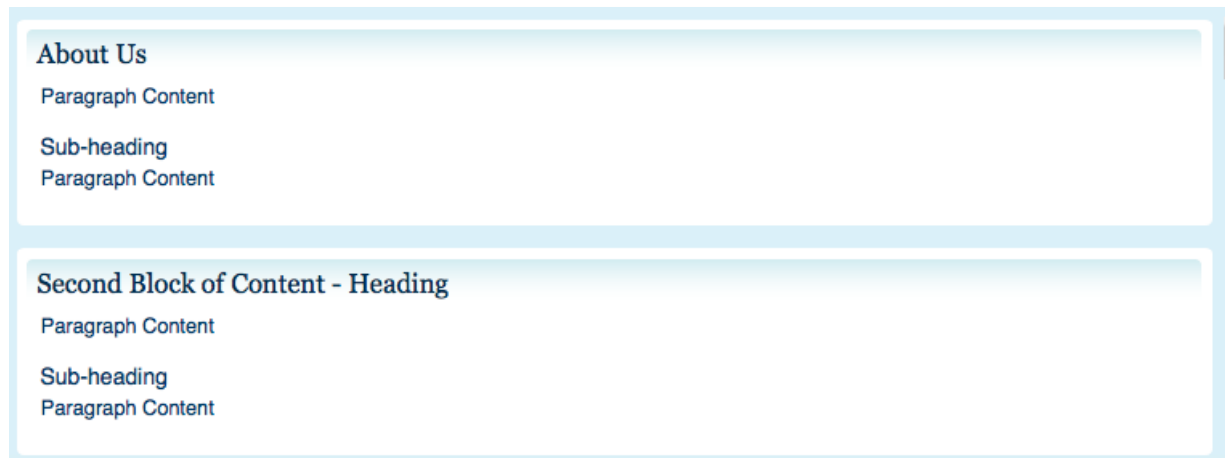 About Us
Paragraph Content
Sub-heading
Paragraph Content
Second Block of Content - Heading
Paragraph Content
Sub-heading
Paragraph Content